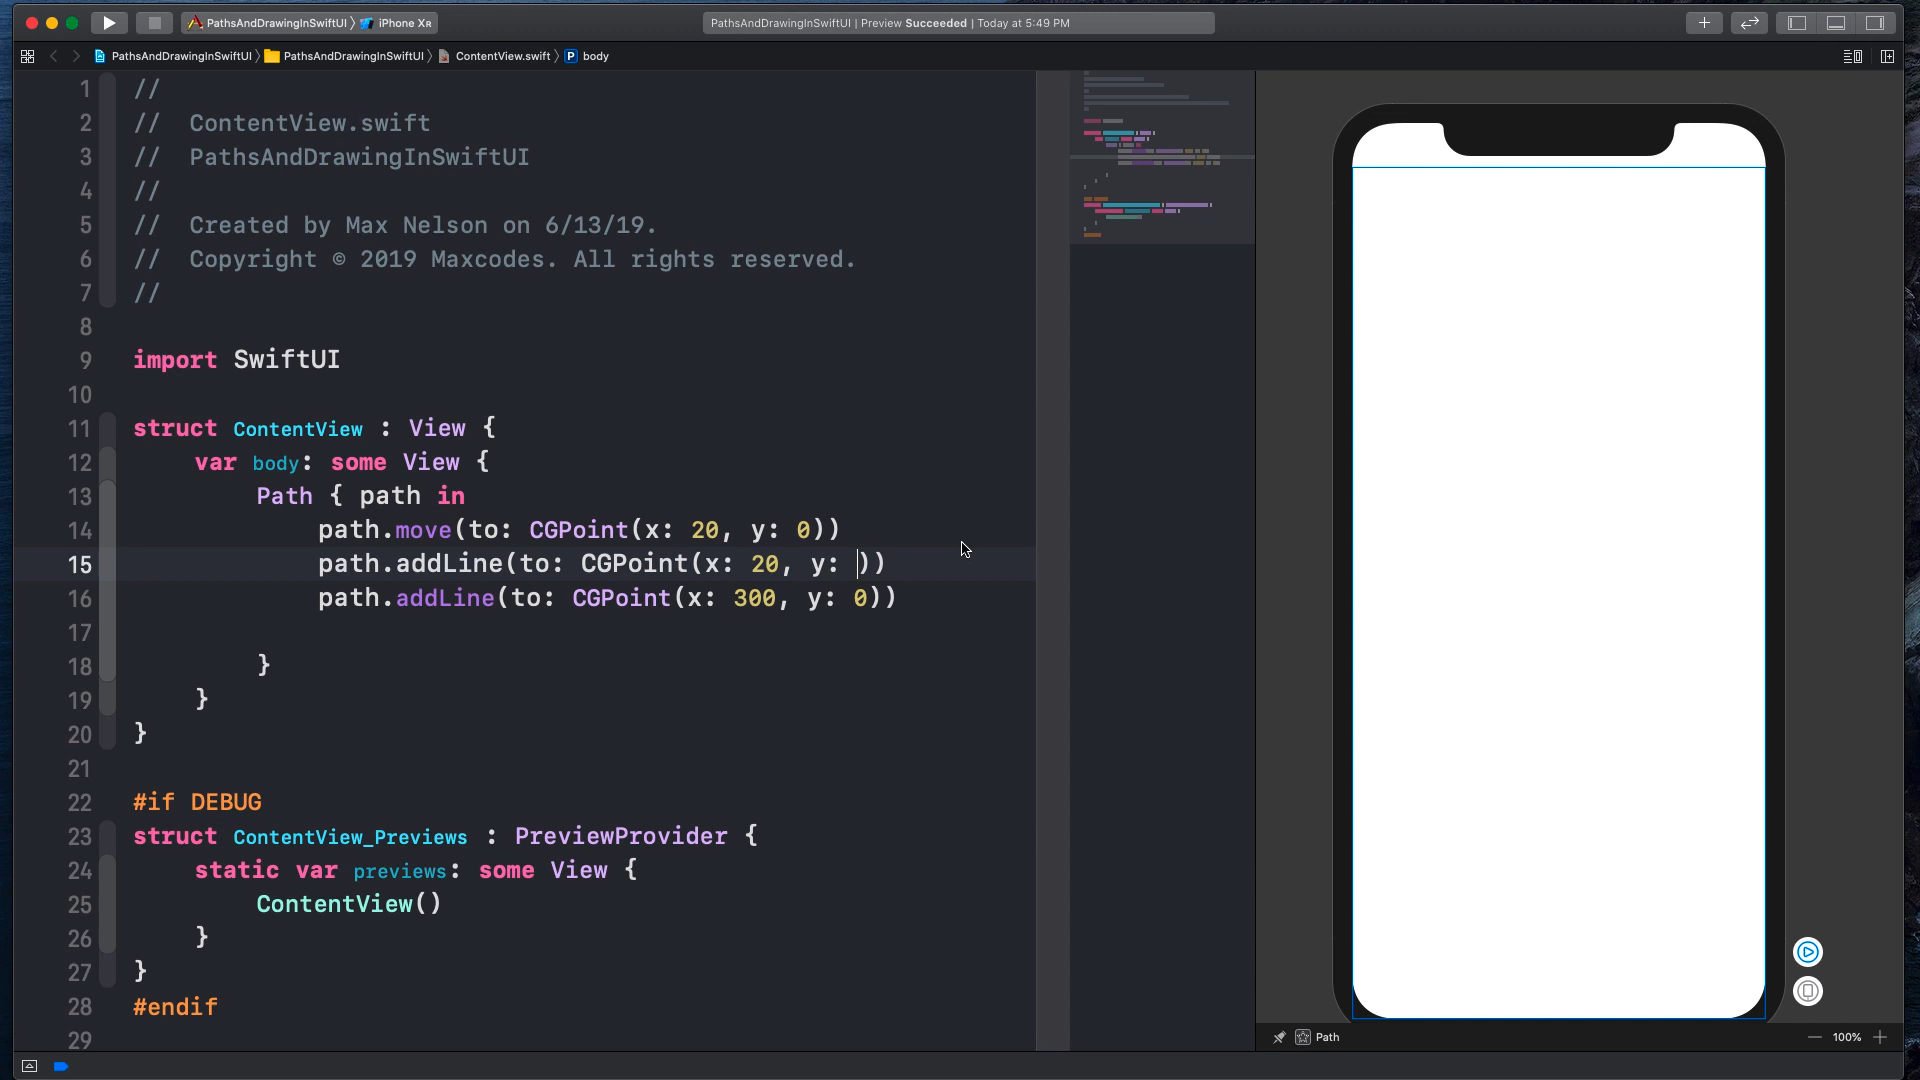 PathsAndDrawingInSwiftUI iPhone XR
PathsAndDrawingInSwiftUI | Preview Succeeded | Today at 5:49 PM
PathsAndDrawingInSwiftUI PathsAndDrawingInSwiftUI ContentView.swift P body
1 //
2 //  ContentView.swift
3 //  PathsAndDrawingInSwiftUI
4 //
5 //  Created by Max Nelson on 6/13/19.
6 //  Copyright © 2019 Maxcodes. All rights reserved.
7 //
8
9 import SwiftUI
10
11 struct ContentView : View {
12     var body: some View {
13         Path { path in
14             path.move(to: CGPoint(x: 20, y: 0))
15             path.addLine(to: CGPoint(x: 20, y: ))
16             path.addLine(to: CGPoint(x: 300, y: 0))
17
18         }
19     }
20 }
21
22 #if DEBUG
23 struct ContentView_Previews : PreviewProvider {
24     static var previews: some View {
25         ContentView()
26     }
27 }
28 #endif
29
Path
100%